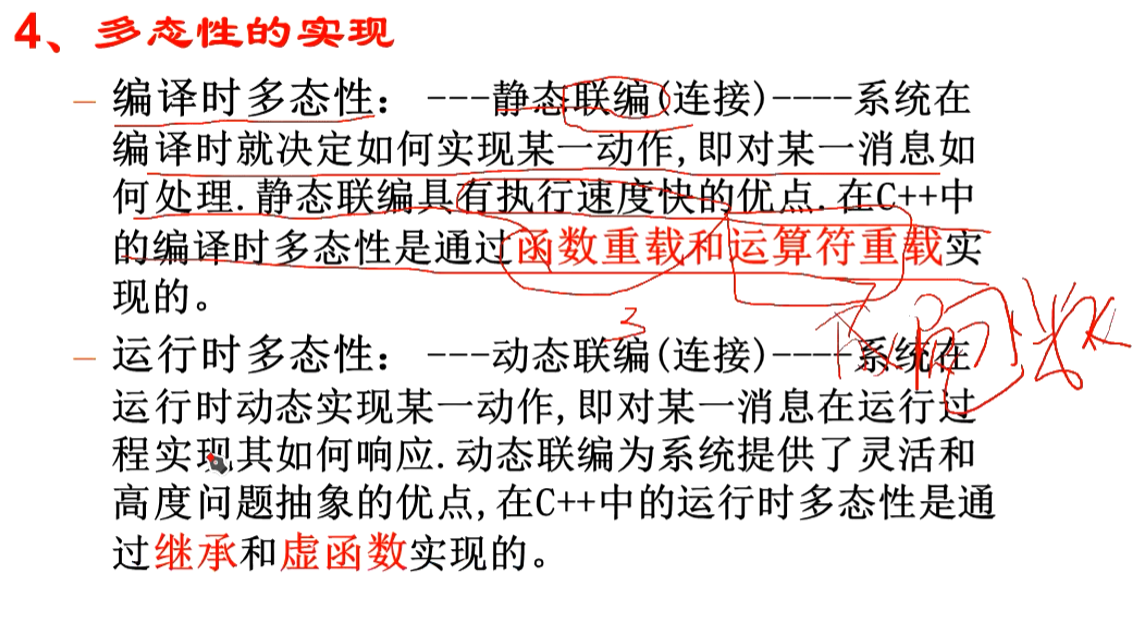 4、多态性的实现
– 编译时多态性：---静态联编(连接)----系统在
编译时就决定如何实现某一动作,即对某一消息如
何处理.静态联编具有执行速度快的优点.在C++中
的编译时多态性是通过函数重载和运算符重载实
现的。
3
– 运行时多态性：---动态联编(连接)----系统在
运行时动态实现某一动作,即对某一消息在运行过
程实现其如何响应.动态联编为系统提供了灵活和
高度问题抽象的优点,在C++中的运行时多态性是通
过继承和虚函数实现的。